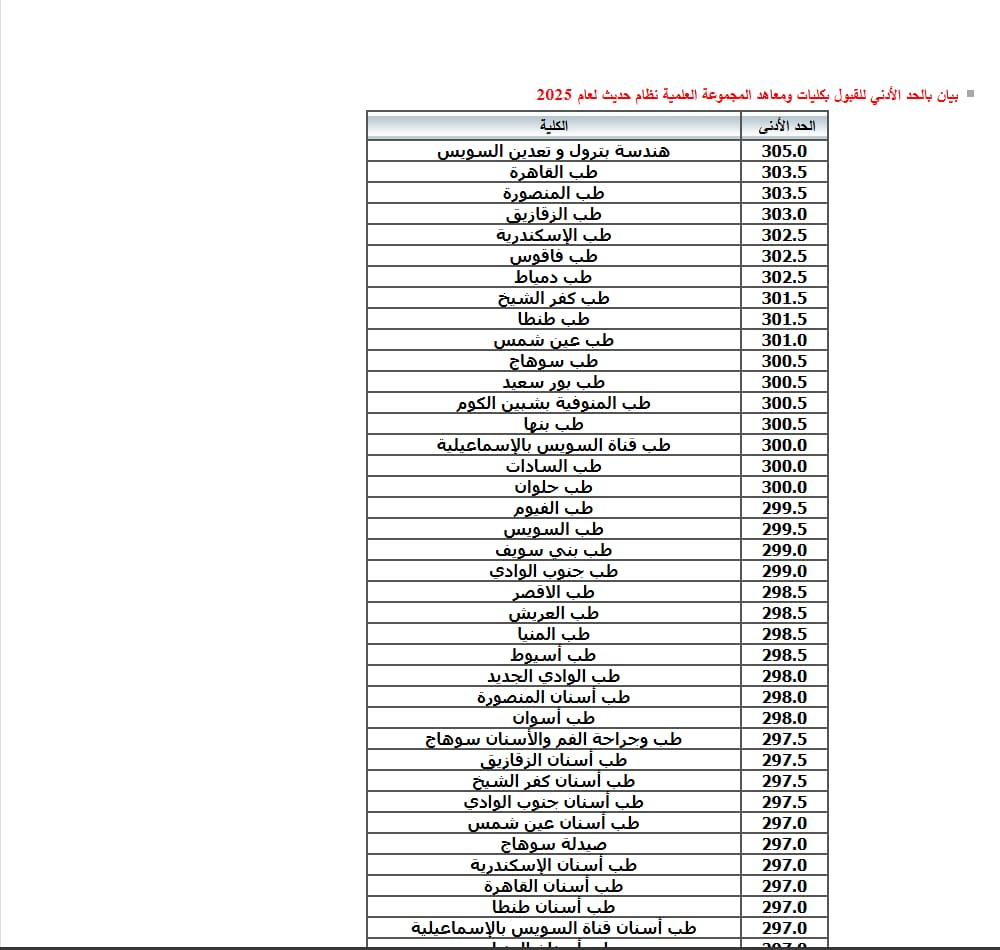 بيان بالحد الأدني للقبول بكليات ومعاهد المجموعة العلمية نظام حديث لعام 2025
الحد الأدنى الكلية
305.0 هندسة بترول و تعدين السويس
303.5 طب القاهرة
303.5 طب المنصورة
303.0 طب الزقازيق
302.5 طب الإسكندرية
302.5 طب فاقوس
302.5 طب دمياط
301.5 طب كفر الشيخ
301.5 طب طنطا
301.0 طب عين شمس
300.5 طب سوهاج
300.5 طب بور سعيد
300.5 طب المنوفية بشبين الكوم
300.5 طب بنها
300.0 طب قناة السويس بالإسماعيلية
300.0 طب السادات
300.0 طب حلوان
299.5 طب الفيوم
299.5 طب السويس
299.0 طب بني سويف
299.0 طب جنوب الوادي
298.5 طب الاقصر
298.5 طب العريش
298.5 طب المنيا
298.5 طب أسيوط
298.0 طب الوادي الجديد
298.0 طب أسنان المنصورة
298.0 طب أسوان
297.5 طب وجراحة الفم والأسنان سوهاج
297.5 طب أسنان الزقازيق
297.5 طب أسنان كفر الشيخ
297.5 طب أسنان جنوب الوادي
297.0 طب أسنان عين شمس
297.0 صيدلة سوهاج
297.0 طب أسنان الإسكندرية
297.0 طب أسنان القاهرة
297.0 طب أسنان طنطا
297.0 طب أسنان قناة السويس بالإسماعيلية